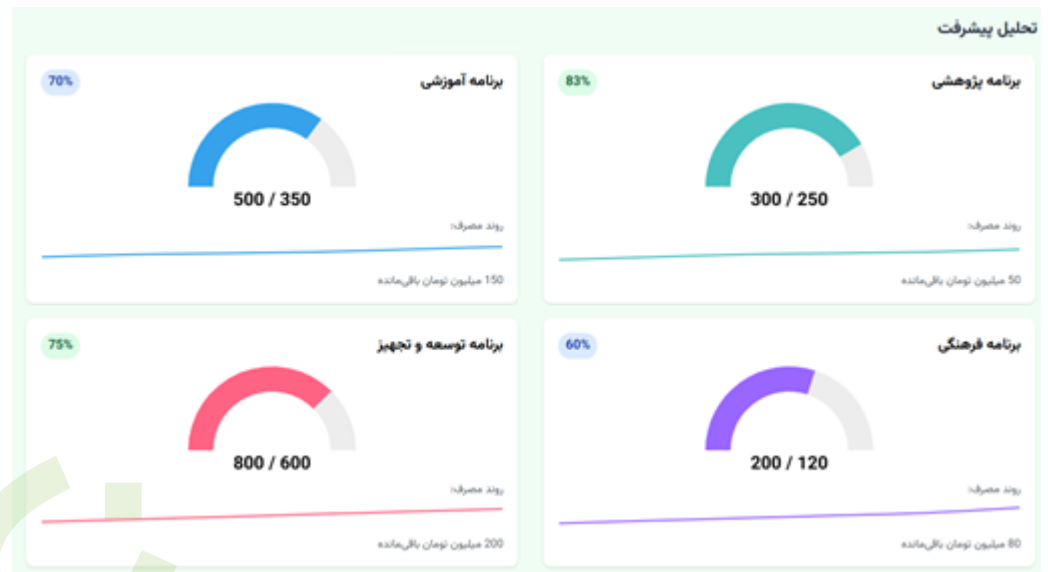 تحلیل پیشرفت
برنامه پژوهشی
83%
300 / 250
روند مصرف:
50 میلیون تومان باقی‌مانده
برنامه آموزشی
70%
500 / 350
روند مصرف:
150 میلیون تومان باقی‌مانده
برنامه فرهنگی
60%
200 / 120
روند مصرف:
80 میلیون تومان باقی‌مانده
برنامه توسعه و تجهیز
75%
800 / 600
روند مصرف:
200 میلیون تومان باقی‌مانده